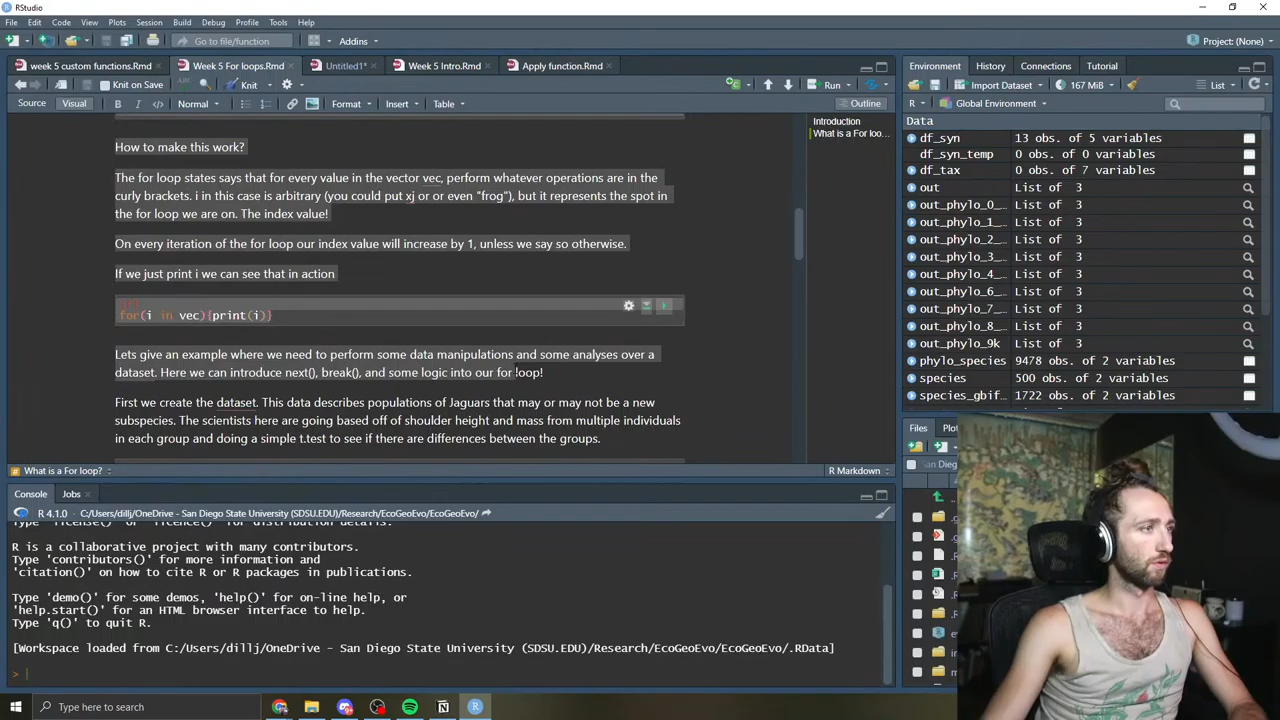 RStudio
File Edit Code View Plots Session Build Debug Profile Tools Help
Go to file/function
Addins
Project: (None)
week 5 custom functions.Rmd
Week 5 For loops.Rmd
Untitled1*
Week 5 Intro.Rmd
Apply function.Rmd
Knit on Save
Knit
Run
Source Visual
B I </>
Normal
Format
Insert
Table
Outline
Introduction
What is a For loo...
How to make this work?
The for loop states says that for every value in the vector vec, perform whatever operations are in the
curly brackets. i in this case is arbitrary (you could put xj or or even "frog"), but it represents the spot in
the for loop we are on. The index value!
On every iteration of the for loop our index value will increase by 1, unless we say so otherwise.
If we just print i we can see that in action
{r}
for(i in vec){print(i)}
Lets give an example where we need to perform some data manipulations and some analyses over a
dataset. Here we can introduce next(), break(), and some logic into our for loop!
First we create the dataset. This data describes populations of Jaguars that may or may not be a new
subspecies. The scientists here are going based off of shoulder height and mass from multiple individuals
in each group and doing a simple t.test to see if there are differences between the groups.
# What is a For loop?
R Markdown
Console Jobs
R 4.1.0 C:/Users/dillj/OneDrive - San Diego State University (SDSU.EDU)/Research/EcoGeoEvo/EcoGeoEvo/
Type 'license()' or 'licence()' for distribution details.
R is a collaborative project with many contributors.
Type 'contributors()' for more information and
'citation()' on how to cite R or R packages in publications.
Type 'demo()' for some demos, 'help()' for on-line help, or
'help.start()' for an HTML browser interface to help.
Type 'q()' to quit R.
[Workspace loaded from C:/Users/dillj/OneDrive - San Diego State University (SDSU.EDU)/Research/EcoGeoEvo/EcoGeoEvo/.RData]
>
Environment History Connections Tutorial
Import Dataset
167 MiB
List
R
Global Environment
Data
df_syn 13 obs. of 5 variables
df_syn_temp 0 obs. of 0 variables
df_tax 0 obs. of 7 variables
out List of 3
out_phylo_0_... List of 3
out_phylo_1_... List of 3
out_phylo_2_... List of 3
out_phylo_3_... List of 3
out_phylo_4_... List of 3
out_phylo_6_... List of 3
out_phylo_7_... List of 3
out_phylo_8_... List of 3
out_phylo_9k List of 3
phylo_species 9478 obs. of 2 variables
species 500 obs. of 2 variables
species_gbif... 1722 obs. of 2 variables
Files
San Dieg
Type here to search